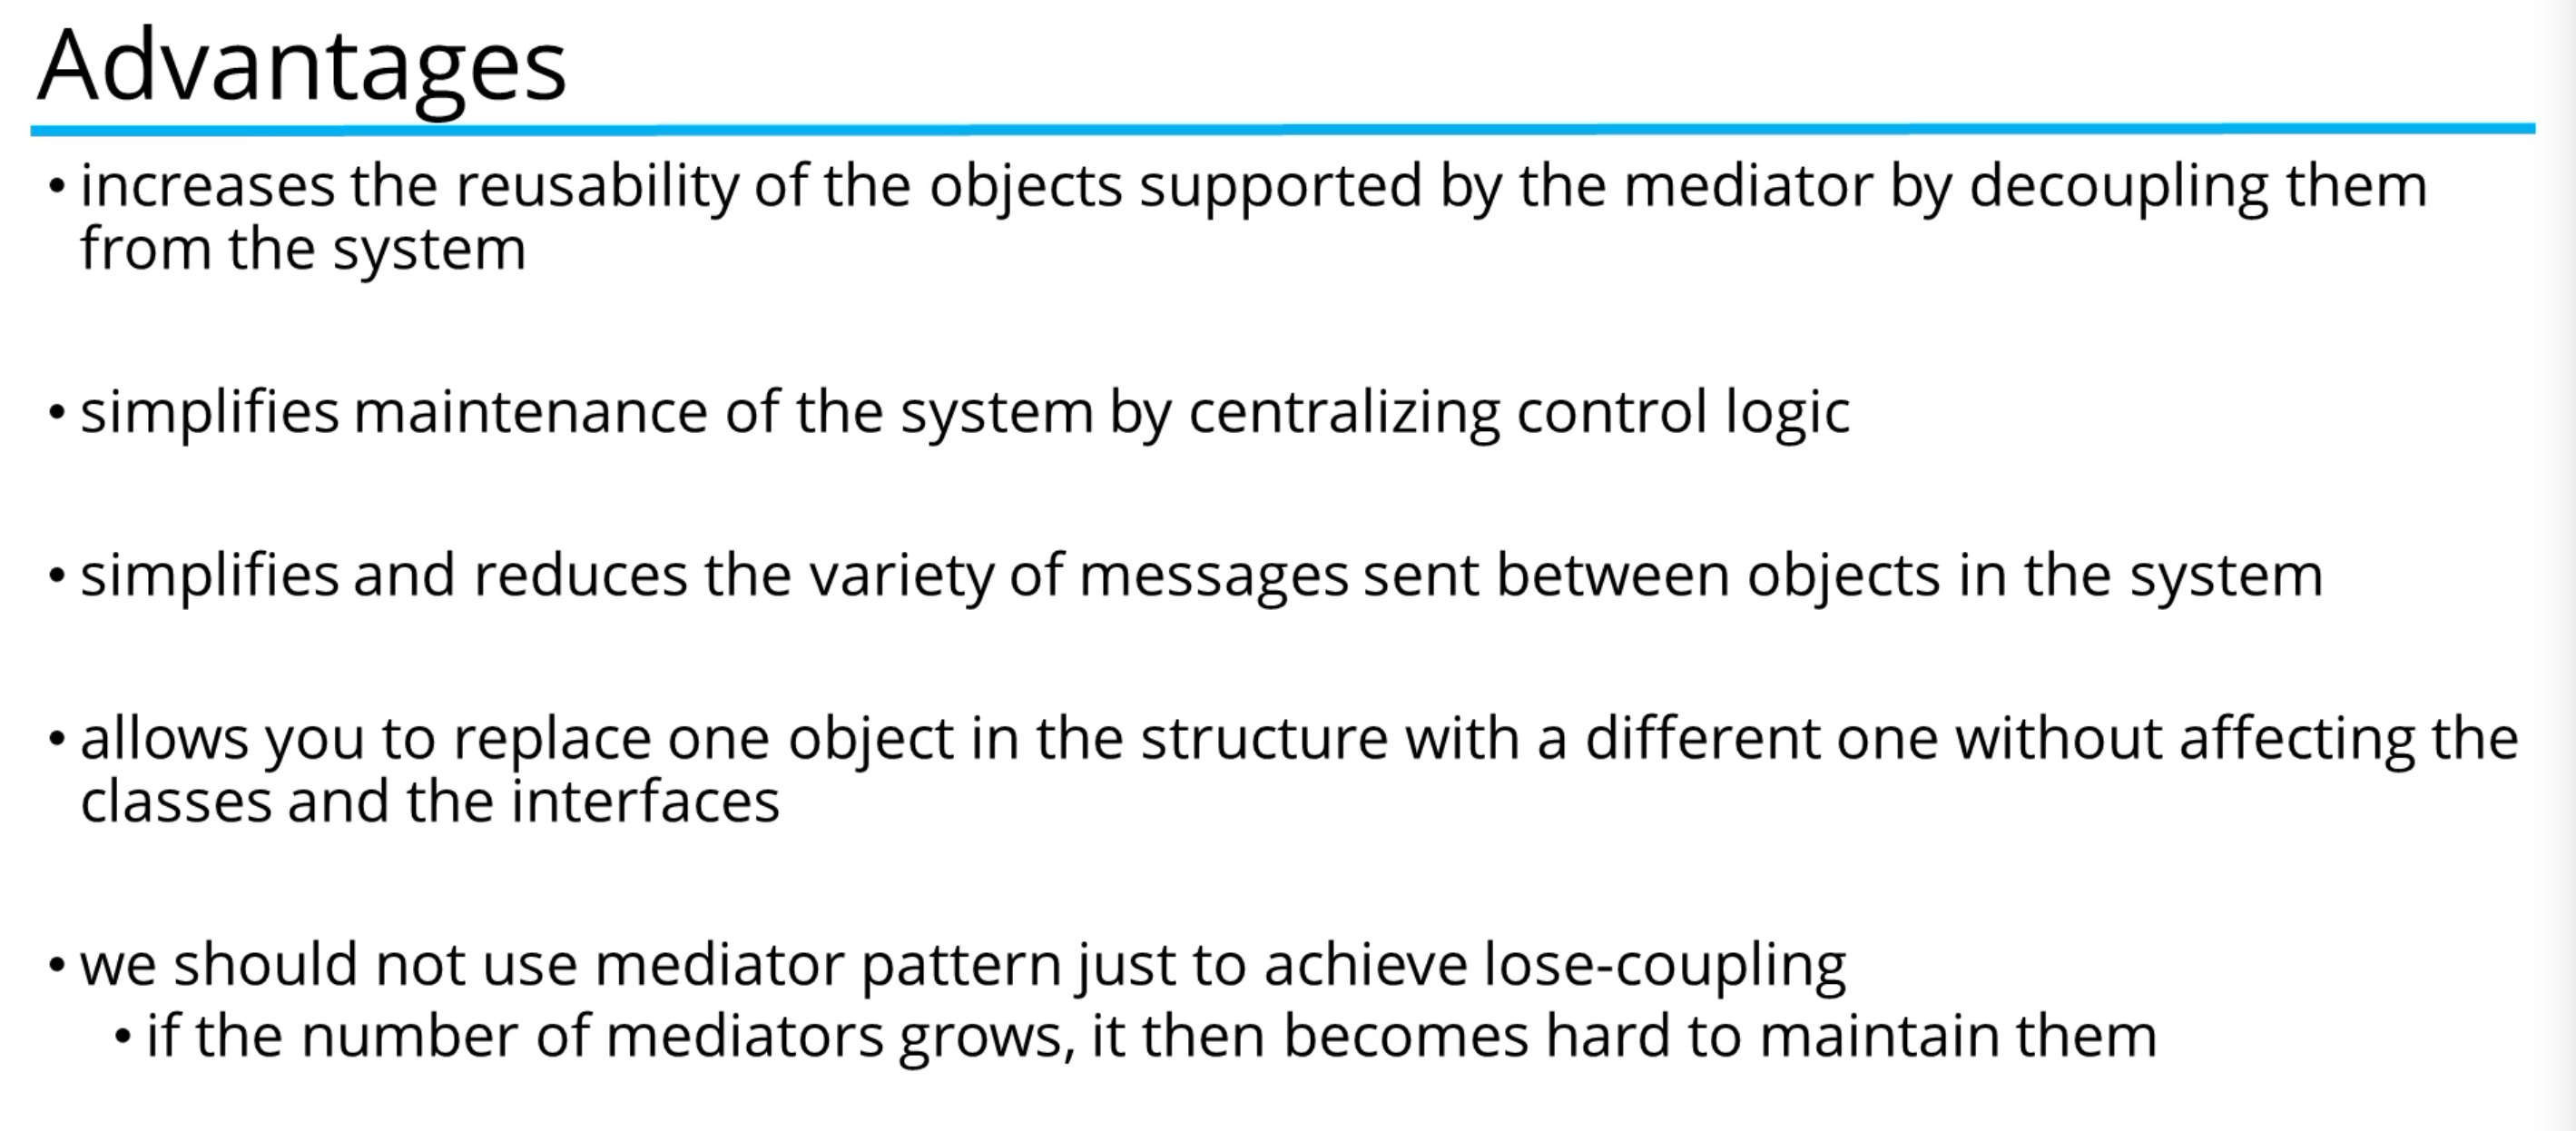 Advantages
• increases the reusability of the objects supported by the mediator by decoupling them
from the system
• simplifies maintenance of the system by centralizing control logic
• simplifies and reduces the variety of messages sent between objects in the system
• allows you to replace one object in the structure with a different one without affecting the
classes and the interfaces
• we should not use mediator pattern just to achieve lose-coupling
• if the number of mediators grows, it then becomes hard to maintain them